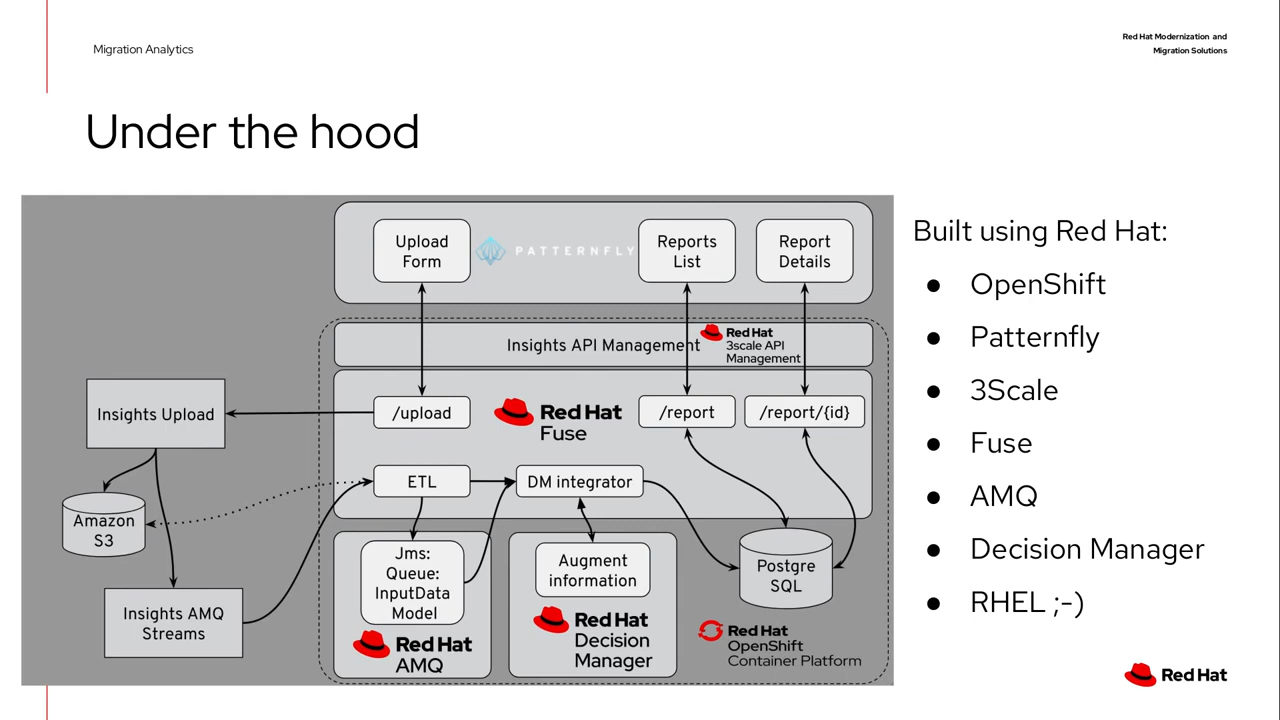 Migration Analytics
Red Hat Modernization and
Migration Solutions
Under the hood
Upload
Form
PATTERNFLY
Reports
List
Report
Details
Insights API Management
Red Hat
3scale API
Management
Insights Upload
/upload
Red Hat
Fuse
/report
/report/{id}
ETL
DM integrator
Amazon
S3
Jms:
Queue:
InputData
Model
Augment
information
Postgre
SQL
Insights AMQ
Streams
Red Hat
AMQ
Red Hat
Decision
Manager
Red Hat
OpenShift
Container Platform
Built using Red Hat:
● OpenShift
● Patternfly
● 3Scale
● Fuse
● AMQ
● Decision Manager
● RHEL ;-)
Red Hat